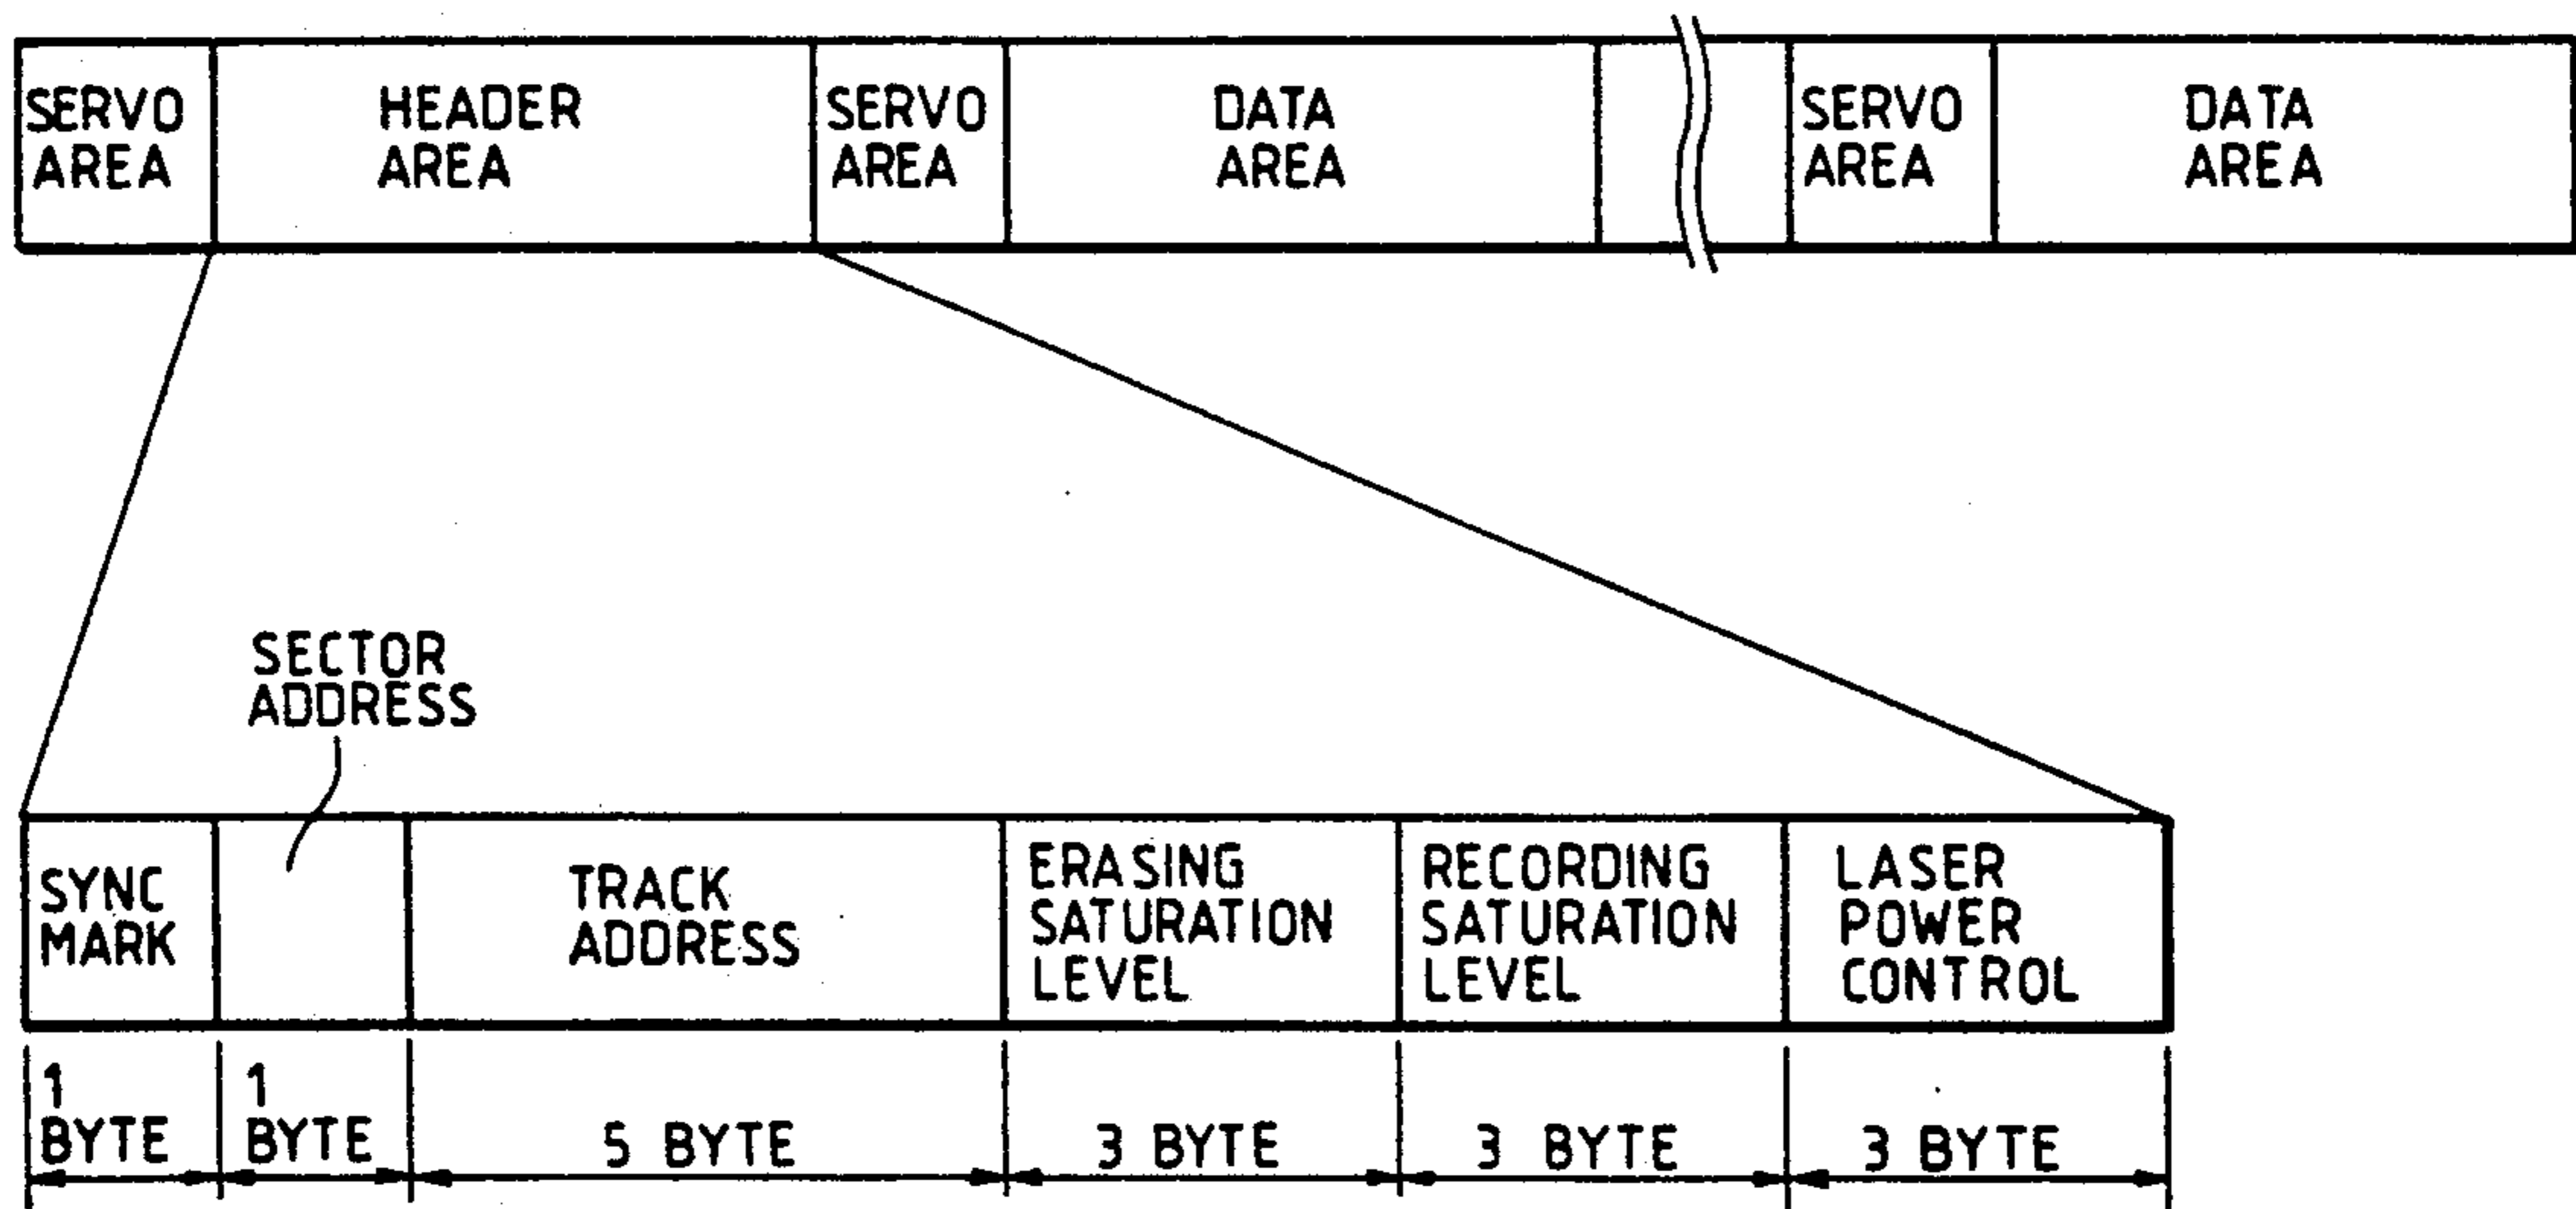 SERVO
AREA
HEADER
AREA
SERVO
AREA
DATA
AREA
SERVO
AREA
DATA
AREA
SECTOR
ADDRESS
SYNC
MARK
TRACK
ADDRESS
ERASING
SATURATION
LEVEL
RECORDING
SATURATION
LEVEL
LASER
POWER
CONTROL
1
BYTE
1
BYTE
5 BYTE
3 BYTE
3 BYTE
3 BYTE